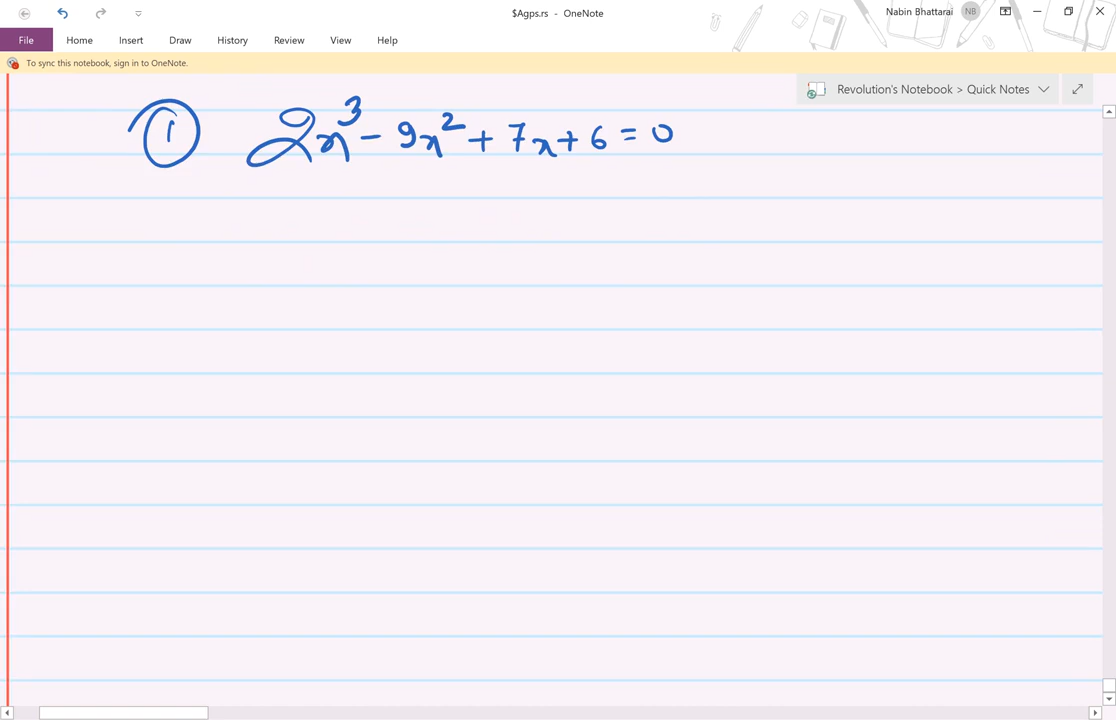 $Agps.rs - OneNote
Nabin Bhattarai NB
File Home Insert Draw History Review View Help
To sync this notebook, sign in to OneNote.
Revolution's Notebook > Quick Notes
① 2x³ - 9x² + 7x + 6 = 0